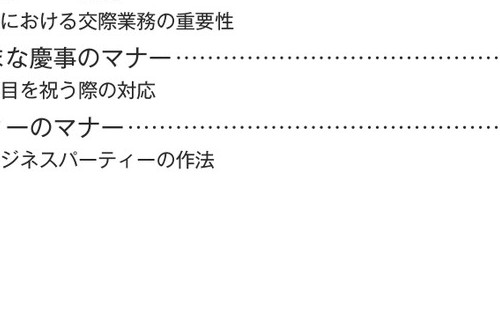 における交際業務の重要性
な慶事のマナー……………………………………
目を祝う際の対応
ーのマナー……………………………………
ジネスパーティーの作法